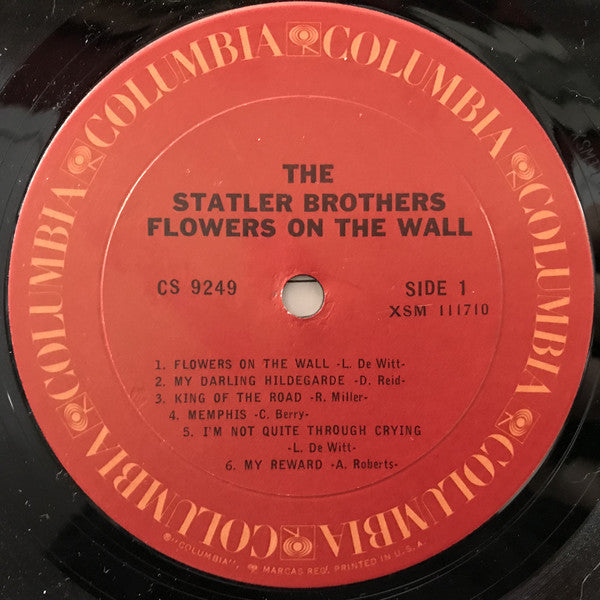 COLUMBIA COLUMBIA COLUMBIA COLUMBIA COLUMBIA COLUMBIA
THE
STATLER BROTHERS
FLOWERS ON THE WALL
CS 9249
SIDE 1
XSM 111710
1. FLOWERS ON THE WALL -L. De Witt-
2. MY DARLING HILDEGARDE -D. Reid-
3. KING OF THE ROAD -R. Miller-
4. MEMPHIS -C. Berry-
5. I'M NOT QUITE THROUGH CRYING
-L. De Witt-
6. MY REWARD -A. Roberts-
"COLUMBIA", MARCAS REG. PRINTED IN U.S.A.